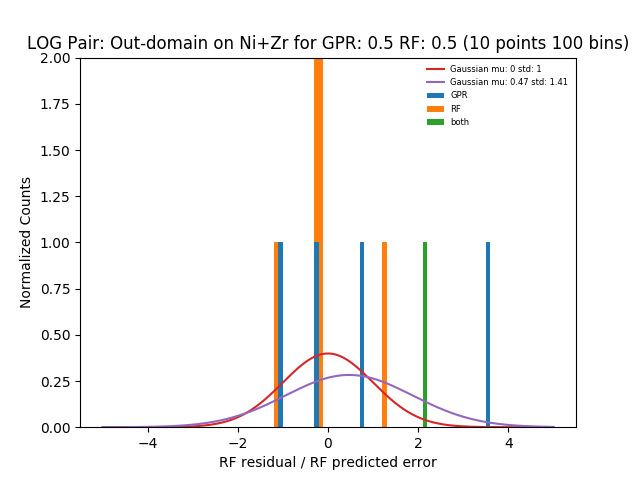 LOG Pair: Out-domain on Ni+Zr for GPR: 0.5 RF: 0.5 (10 points 100 bins)
Gaussian mu: 0 std: 1
Gaussian mu: 0.47 std: 1.41
GPR
RF
both
2.00
1.75
1.50
1.25
1.00
0.75
0.50
0.25
0.00
Normalized Counts
−4
−2
0
2
4
RF residual / RF predicted error